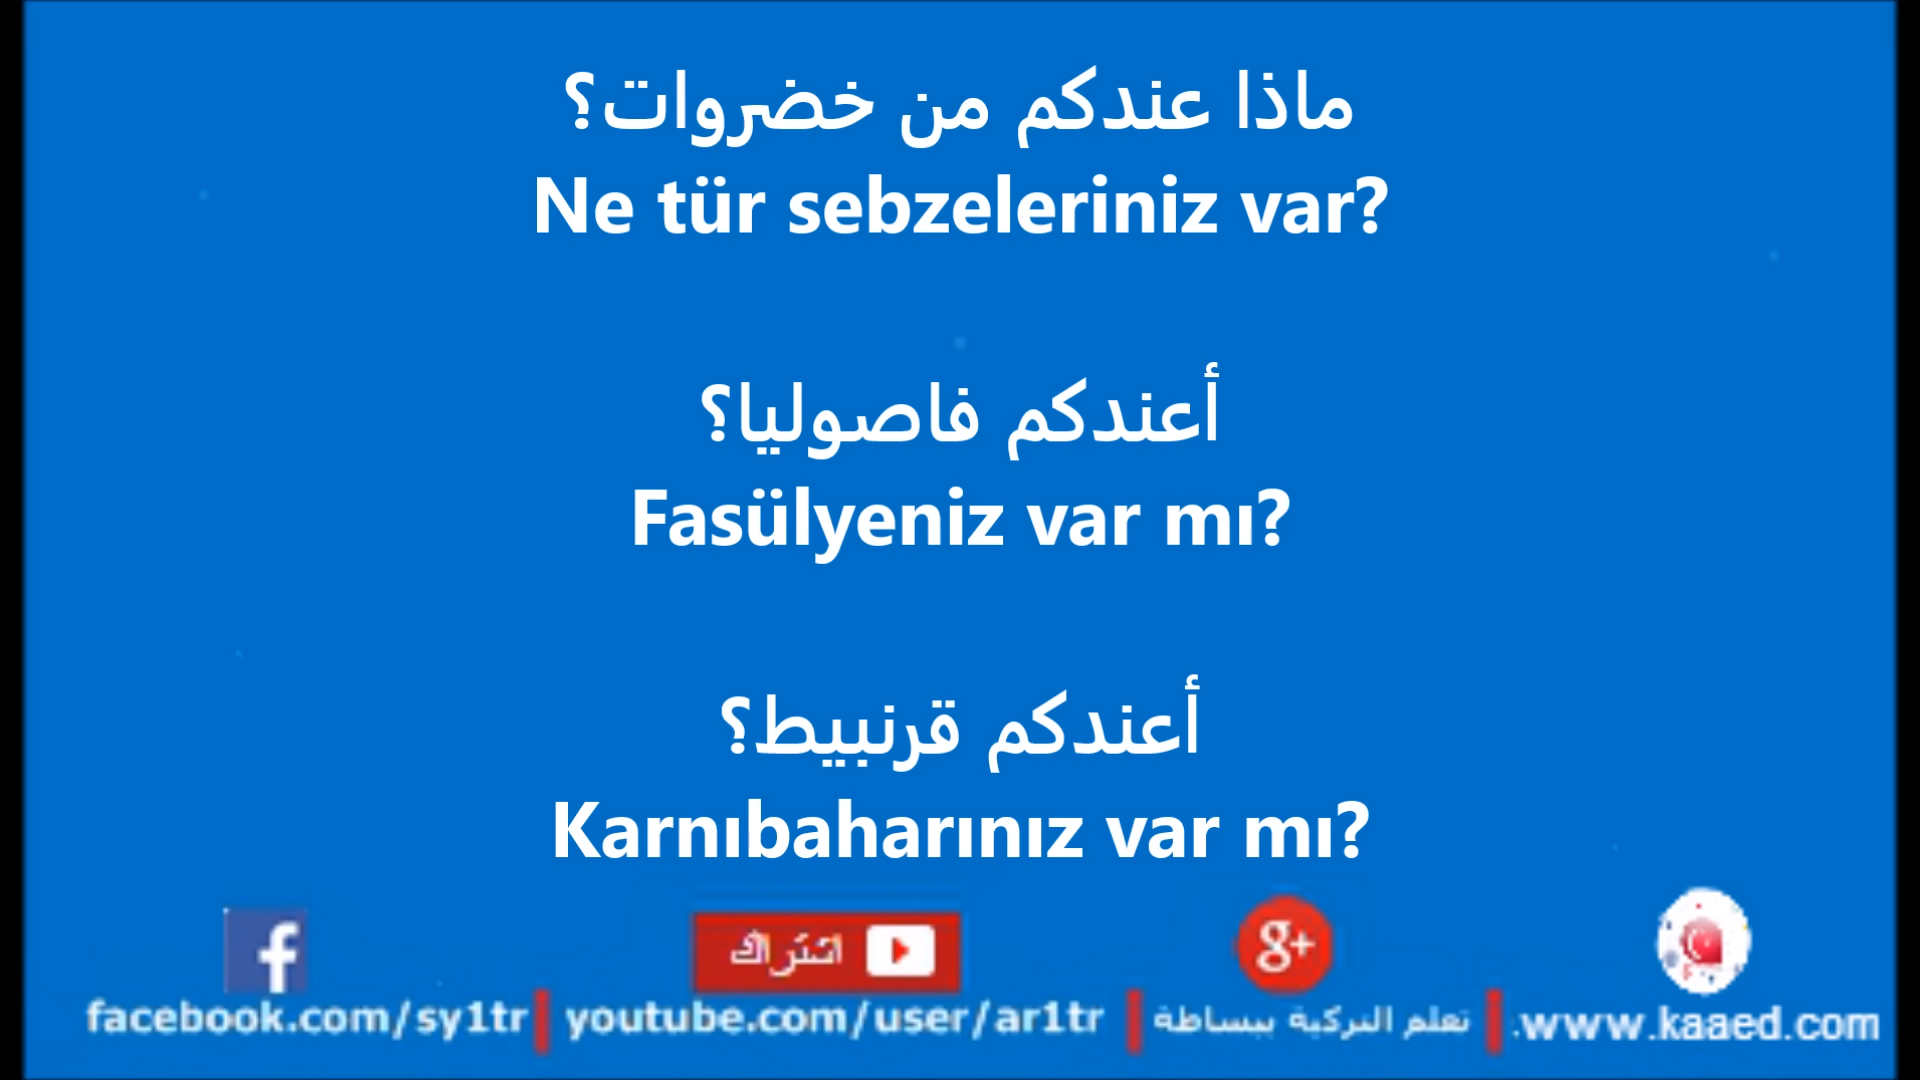 ماذا عندكم من خضروات؟
Ne tür sebzeleriniz var?
أعندكم فاصوليا؟
Fasülyeniz var mı?
أعندكم قرنبيط؟
Karnıbaharınız var mı?
f
اشتراك
g+
facebook.com/sy1tr
youtube.com/user/ar1tr
تعلم التركية ببساطة
.www.kaaed.com